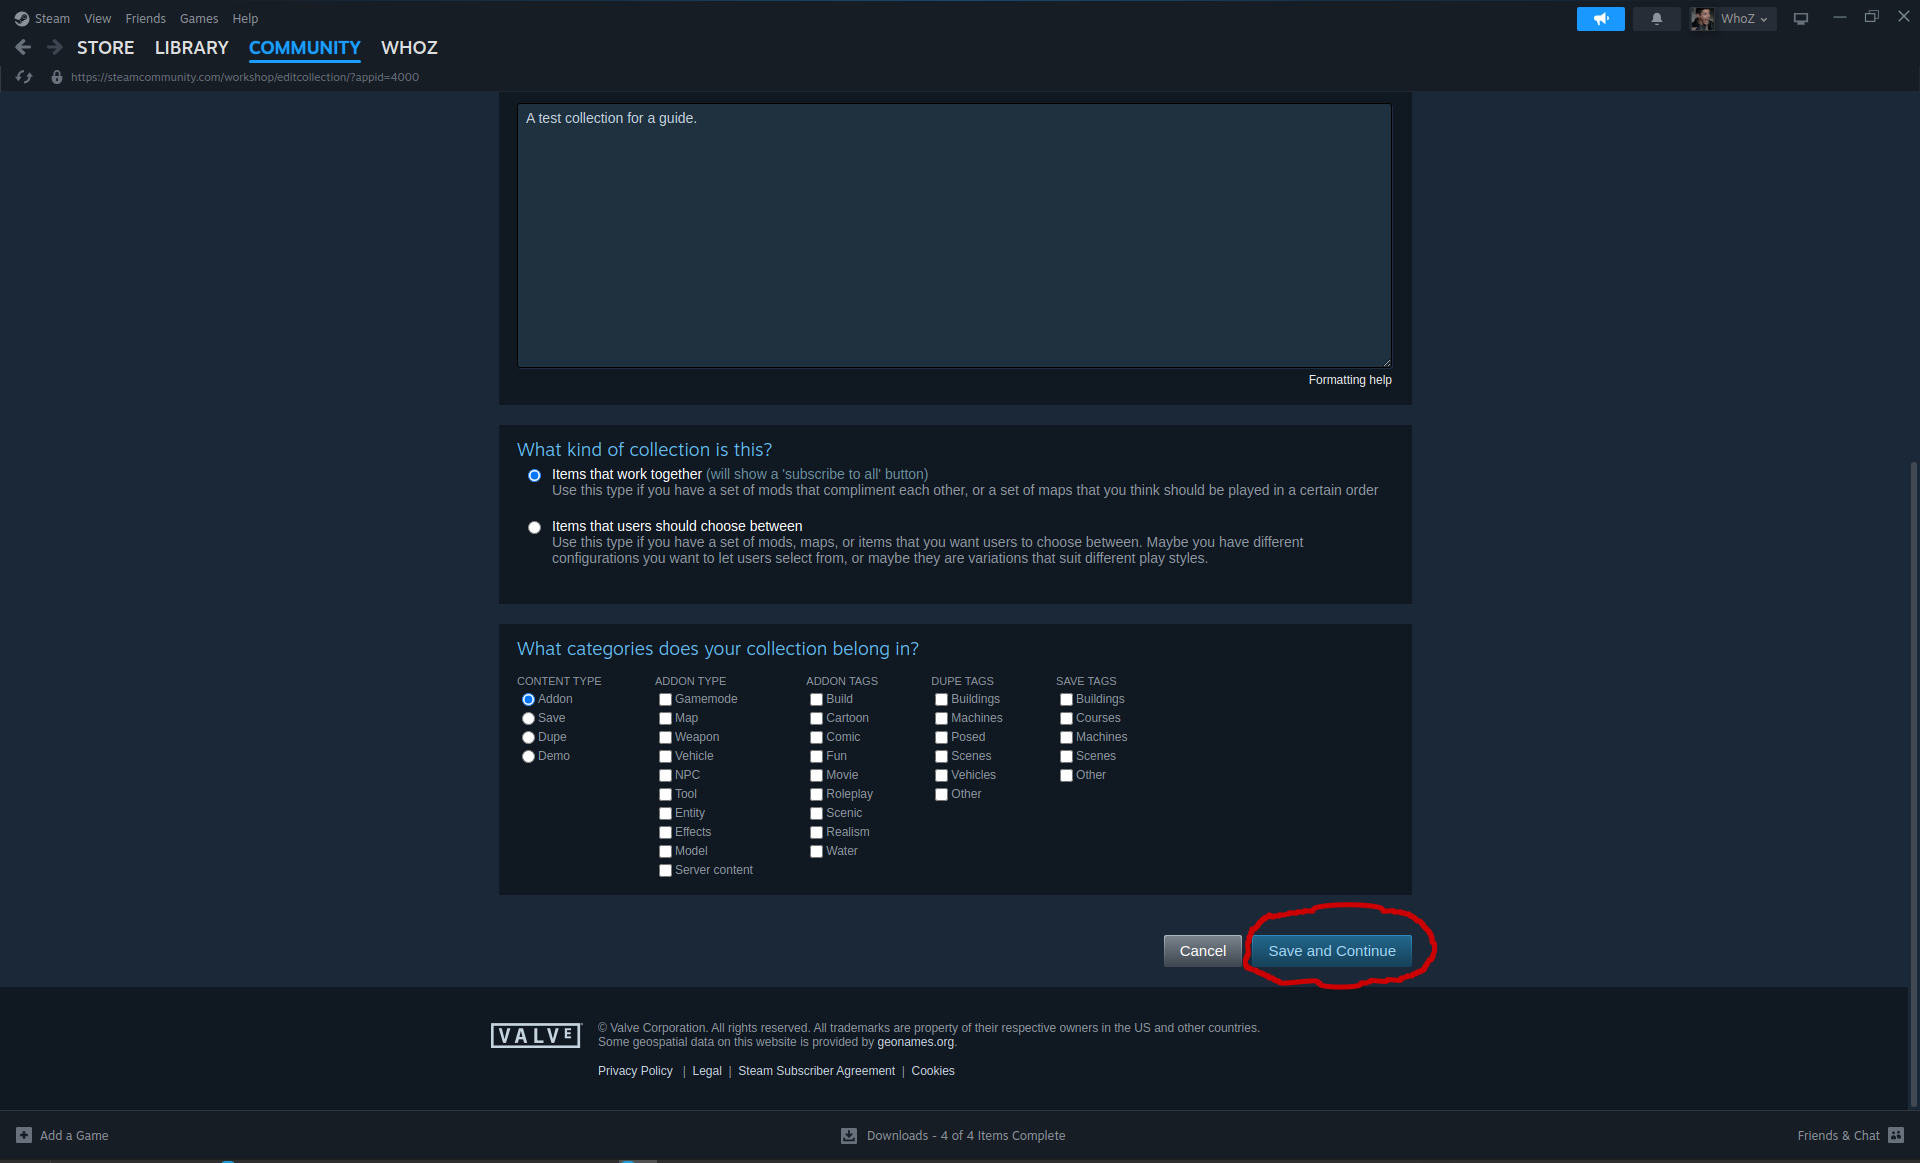 Steam View Friends Games Help
WhoZ
STORE LIBRARY COMMUNITY WHOZ
https://steamcommunity.com/workshop/editcollection/?appid=4000
A test collection for a guide.
Formatting help
What kind of collection is this?
Items that work together (will show a 'subscribe to all' button)
Use this type if you have a set of mods that compliment each other, or a set of maps that you think should be played in a certain order
Items that users should choose between
Use this type if you have a set of mods, maps, or items that you want users to choose between. Maybe you have different
configurations you want to let users select from, or maybe they are variations that suit different play styles.
What categories does your collection belong in?
CONTENT TYPE
Addon
Save
Dupe
Demo
ADDON TYPE
Gamemode
Map
Weapon
Vehicle
NPC
Tool
Entity
Effects
Model
Server content
ADDON TAGS
Build
Cartoon
Comic
Fun
Movie
Roleplay
Scenic
Realism
Water
DUPE TAGS
Buildings
Machines
Posed
Scenes
Vehicles
Other
SAVE TAGS
Buildings
Courses
Machines
Scenes
Other
Cancel Save and Continue
VALVE
© Valve Corporation. All rights reserved. All trademarks are property of their respective owners in the US and other countries.
Some geospatial data on this website is provided by geonames.org.
Privacy Policy | Legal | Steam Subscriber Agreement | Cookies
Add a Game
Downloads - 4 of 4 Items Complete
Friends & Chat